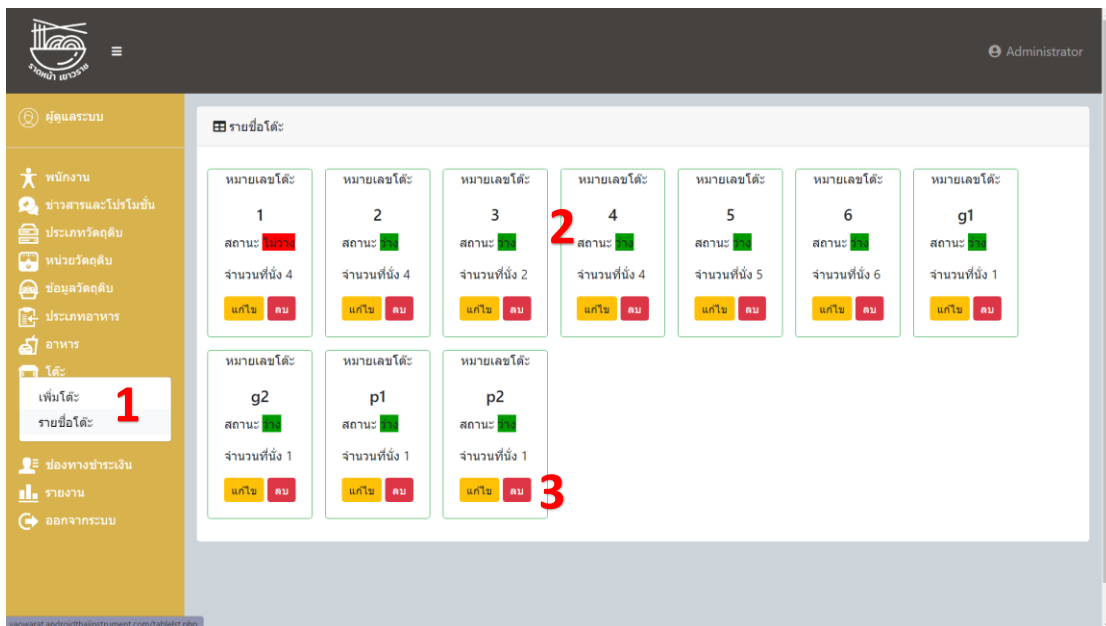 ราดหน้า เยาวราช
Administrator
ผู้ดูแลระบบ
พนักงาน
ข่าวสารและโปรโมชั่น
ประเภทวัตถุดิบ
หน่วยวัตถุดิบ
ข้อมูลวัตถุดิบ
ประเภทอาหาร
อาหาร
โต๊ะ
เพิ่มโต๊ะ
รายชื่อโต๊ะ
1
ช่องทางชำระเงิน
รายงาน
ออกจากระบบ
รายชื่อโต๊ะ
หมายเลขโต๊ะ
1
สถานะ ไม่ว่าง
จำนวนที่นั่ง 4
แก้ไข ลบ
หมายเลขโต๊ะ
2
สถานะ ว่าง
จำนวนที่นั่ง 4
แก้ไข ลบ
หมายเลขโต๊ะ
3
สถานะ ว่าง
จำนวนที่นั่ง 2
แก้ไข ลบ
2
หมายเลขโต๊ะ
4
สถานะ ว่าง
จำนวนที่นั่ง 4
แก้ไข ลบ
หมายเลขโต๊ะ
5
สถานะ ว่าง
จำนวนที่นั่ง 5
แก้ไข ลบ
หมายเลขโต๊ะ
6
สถานะ ว่าง
จำนวนที่นั่ง 6
แก้ไข ลบ
หมายเลขโต๊ะ
g1
สถานะ ว่าง
จำนวนที่นั่ง 1
แก้ไข ลบ
หมายเลขโต๊ะ
g2
สถานะ ว่าง
จำนวนที่นั่ง 1
แก้ไข ลบ
หมายเลขโต๊ะ
p1
สถานะ ว่าง
จำนวนที่นั่ง 1
แก้ไข ลบ
หมายเลขโต๊ะ
p2
สถานะ ว่าง
จำนวนที่นั่ง 1
แก้ไข ลบ
3
yaowarat.androidthaiinstrument.com/tablelst.php